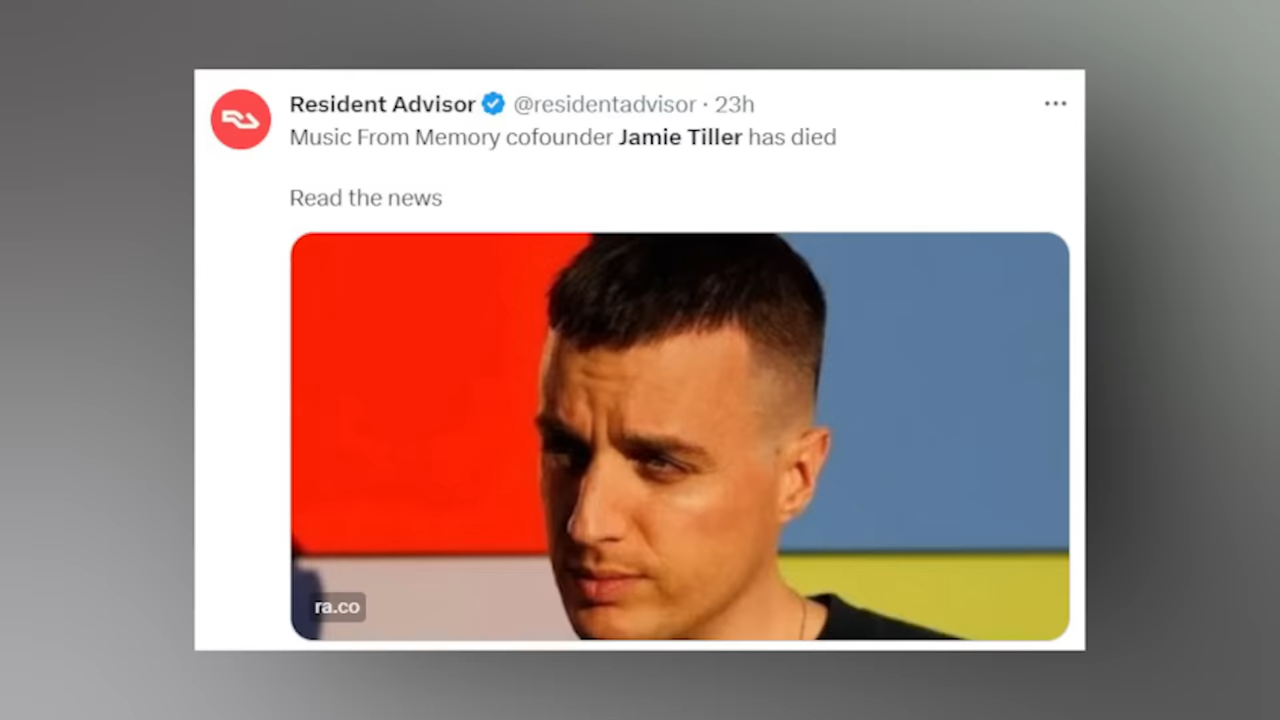 Resident Advisor @residentadvisor · 23h
Music From Memory cofounder Jamie Tiller has died
Read the news
ra.co